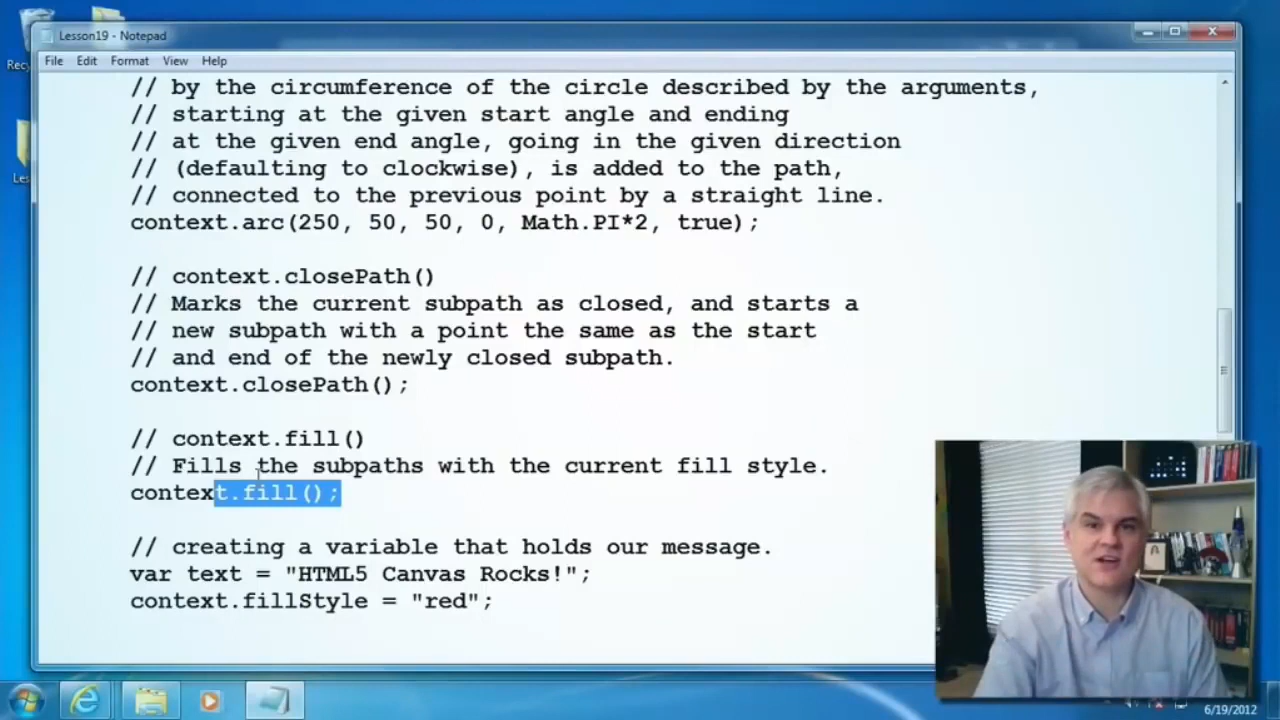 Lesson19 - Notepad
File Edit Format View Help
// by the circumference of the circle described by the arguments,
// starting at the given start angle and ending
// at the given end angle, going in the given direction
// (defaulting to clockwise), is added to the path,
// connected to the previous point by a straight line.
context.arc(250, 50, 50, 0, Math.PI*2, true);
// context.closePath()
// Marks the current subpath as closed, and starts a
// new subpath with a point the same as the start
// and end of the newly closed subpath.
context.closePath();
// context.fill()
// Fills the subpaths with the current fill style.
context.fill();
// creating a variable that holds our message.
var text = "HTML5 Canvas Rocks!";
context.fillStyle = "red";
6/19/2012